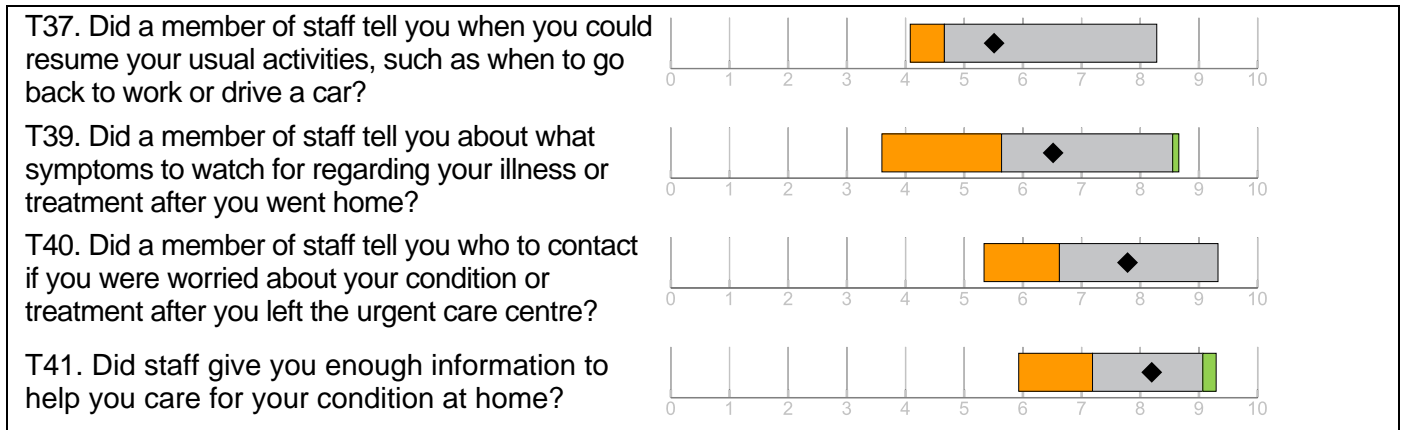 T37. Did a member of staff tell you when you could
resume your usual activities, such as when to go
back to work or drive a car?
0 1 2 3 4 5 6 7 8 9 10
T39. Did a member of staff tell you about what
symptoms to watch for regarding your illness or
treatment after you went home?
0 1 2 3 4 5 6 7 8 9 10
T40. Did a member of staff tell you who to contact
if you were worried about your condition or
treatment after you left the urgent care centre?
0 1 2 3 4 5 6 7 8 9 10
T41. Did staff give you enough information to
help you care for your condition at home?
0 1 2 3 4 5 6 7 8 9 10